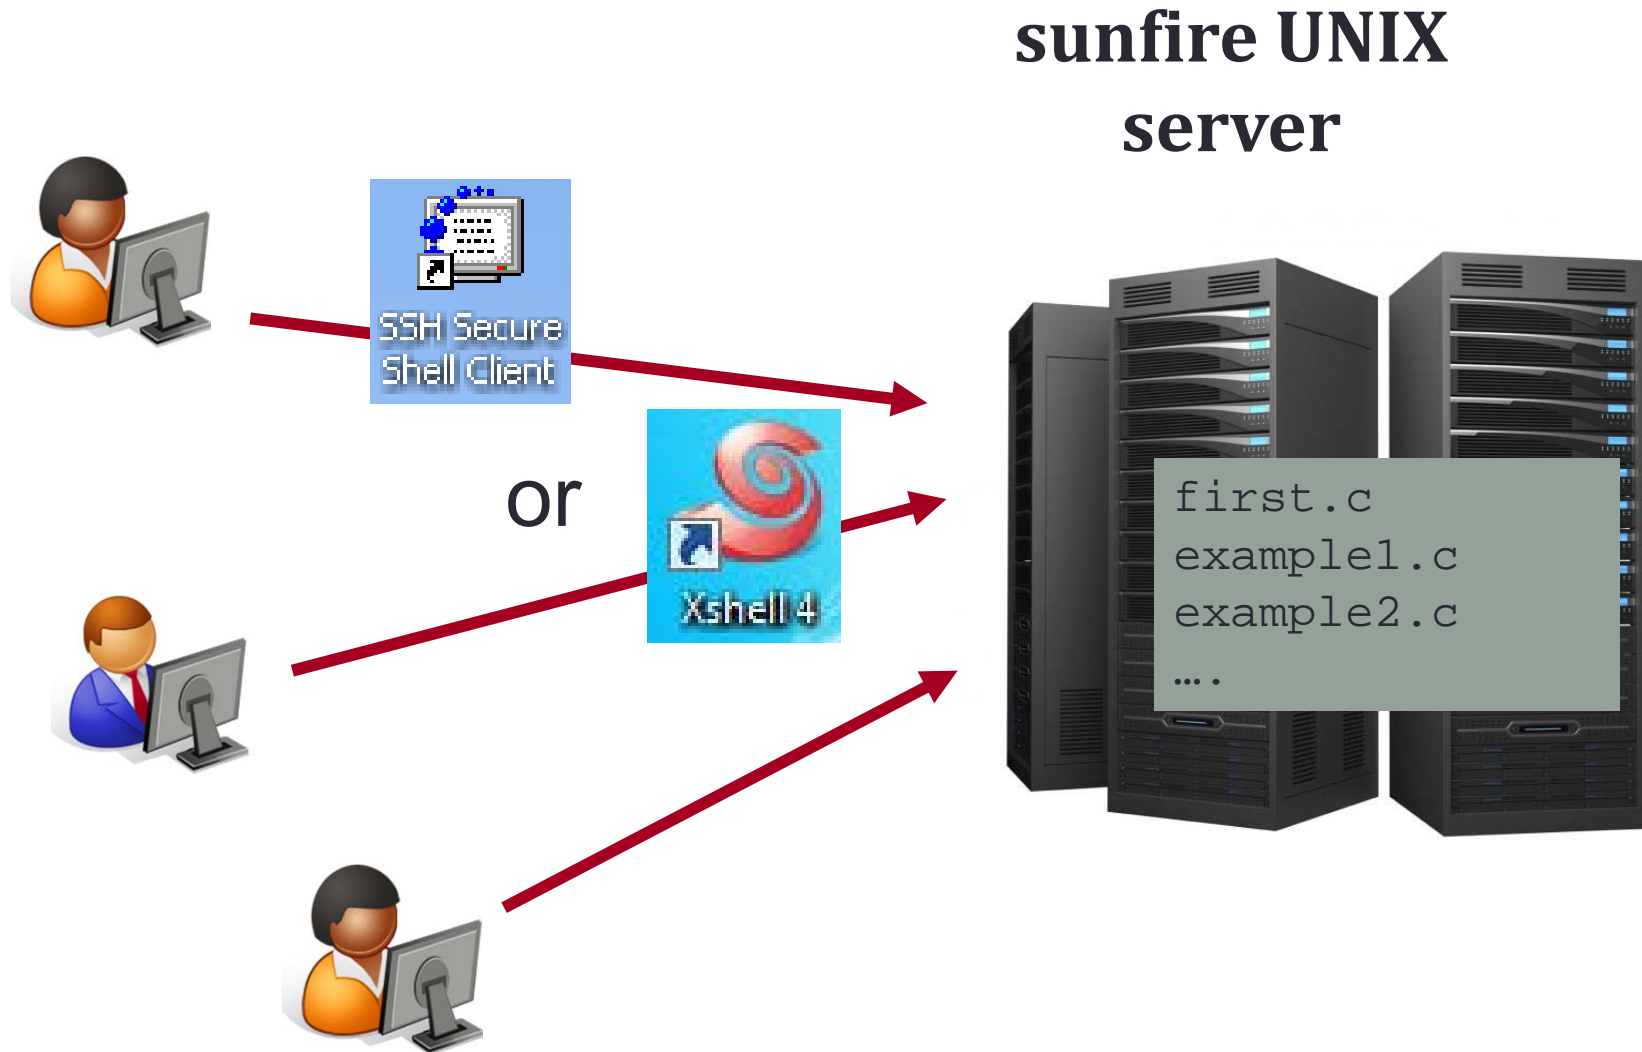 sunfire UNIX
server
SSH Secure
Shell Client
or
Xshell 4
first.c
example1.c
example2.c
….